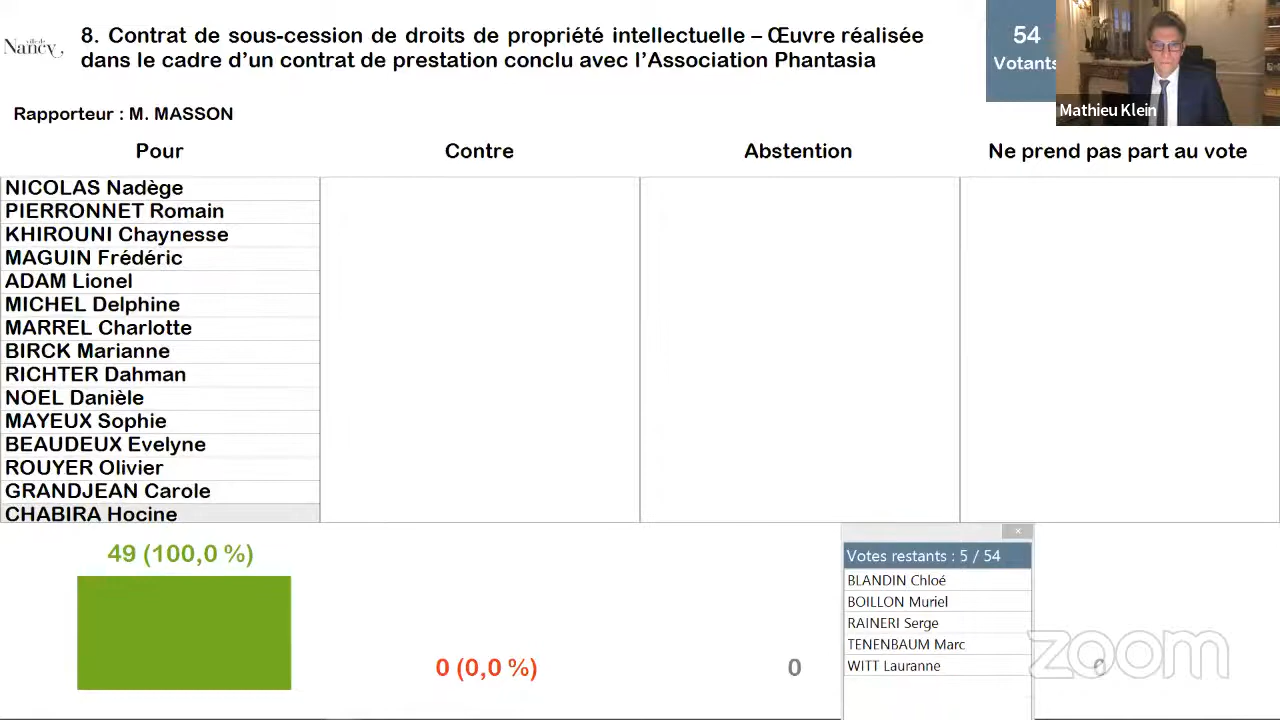 ville de
Nancy
8. Contrat de sous-cession de droits de propriété intellectuelle – Œuvre réalisée
dans le cadre d'un contrat de prestation conclu avec l'Association Phantasia
54
Votants
Mathieu Klein
Rapporteur : M. MASSON
Pour
Contre
Abstention
Ne prend pas part au vote
NICOLAS Nadège
PIERRONNET Romain
KHIROUNI Chaynesse
MAGUIN Frédéric
ADAM Lionel
MICHEL Delphine
MARREL Charlotte
BIRCK Marianne
RICHTER Dahman
NOEL Danièle
MAYEUX Sophie
BEAUDEUX Evelyne
ROUYER Olivier
GRANDJEAN Carole
CHABIRA Hocine
49 (100,0 %)
0 (0,0 %)
0
Votes restants : 5 / 54
BLANDIN Chloé
BOILLON Muriel
RAINERI Serge
TENENBAUM Marc
WITT Lauranne
0
zoom